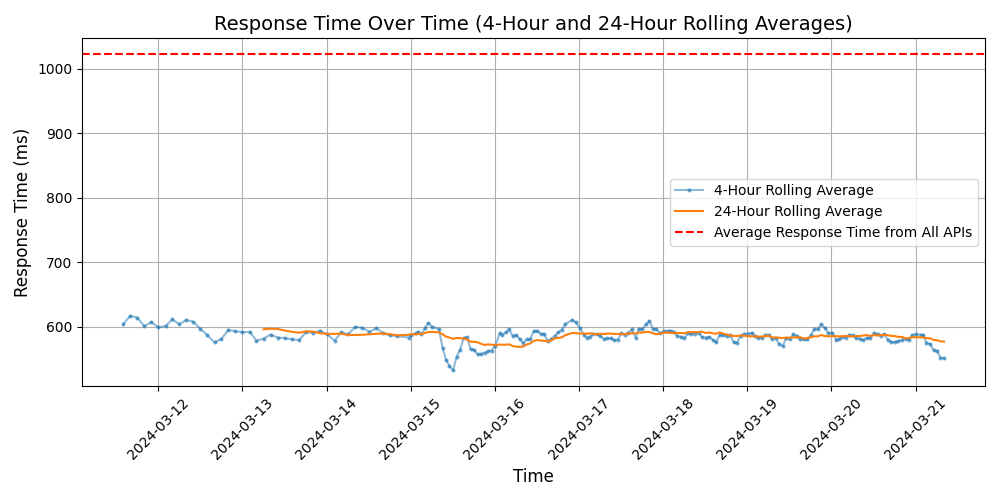 Response Time Over Time (4-Hour and 24-Hour Rolling Averages)
Response Time (ms)
1000
900
800
700
600
4-Hour Rolling Average
24-Hour Rolling Average
Average Response Time from All APIs
2024-03-12
2024-03-13
2024-03-14
2024-03-15
2024-03-16
2024-03-17
2024-03-18
2024-03-19
2024-03-20
2024-03-21
Time